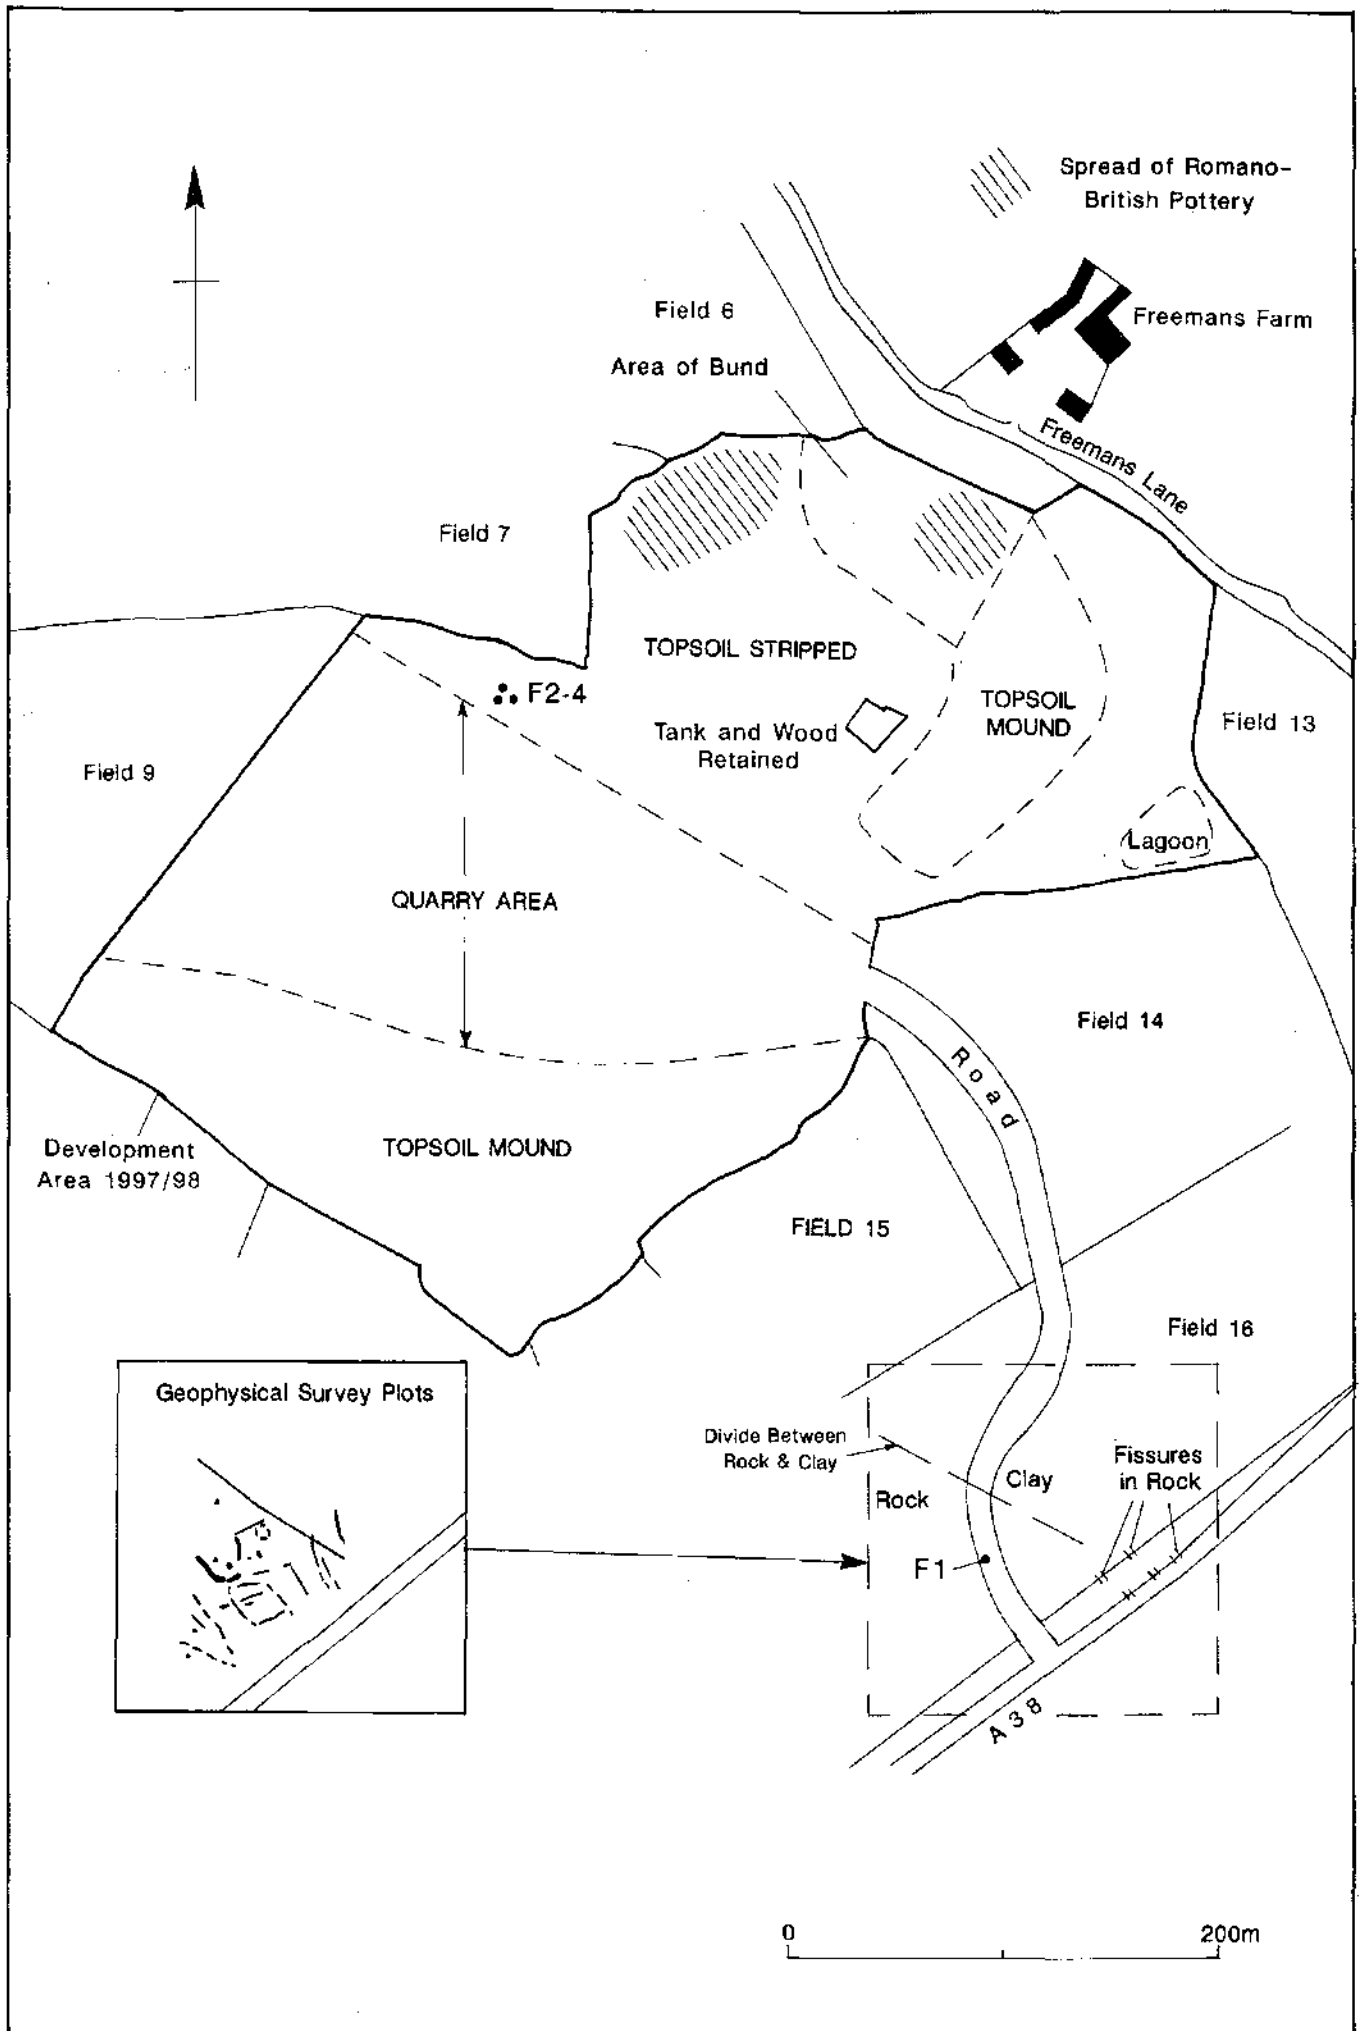 Spread of Romano-
British Pottery
Field 6
Freemans Farm
Area of Bund
Freemans Lane
Field 7
TOPSOIL STRIPPED
F2-4
TOPSOIL
MOUND
Field 13
Tank and Wood
Retained
Field 9
Lagoon
QUARRY AREA
Field 14
Road
Development
Area 1997/98
TOPSOIL MOUND
FIELD 15
Field 16
Geophysical Survey Plots
Divide Between
Rock & Clay
Fissures
in Rock
Clay
Rock
F1
A38
0
200m